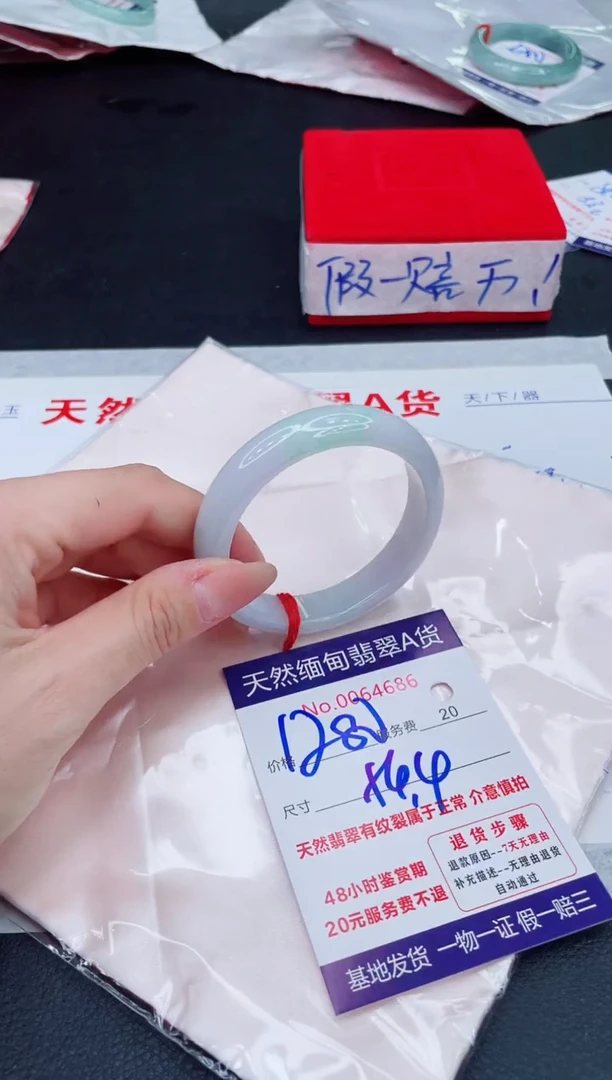 假一赔万！
玉
天然
翠A货
天/下/器
天然缅甸翡翠A货
No.0064686
价格 1280 服务费 20
尺寸
天然翡翠有纹裂属于正常 介意慎拍
48小时鉴赏期
20元服务费不退
退货步骤
退款原因--7天无理由
补充描述--无理由退货
自动通过
基地发货 一物一证 假一赔三